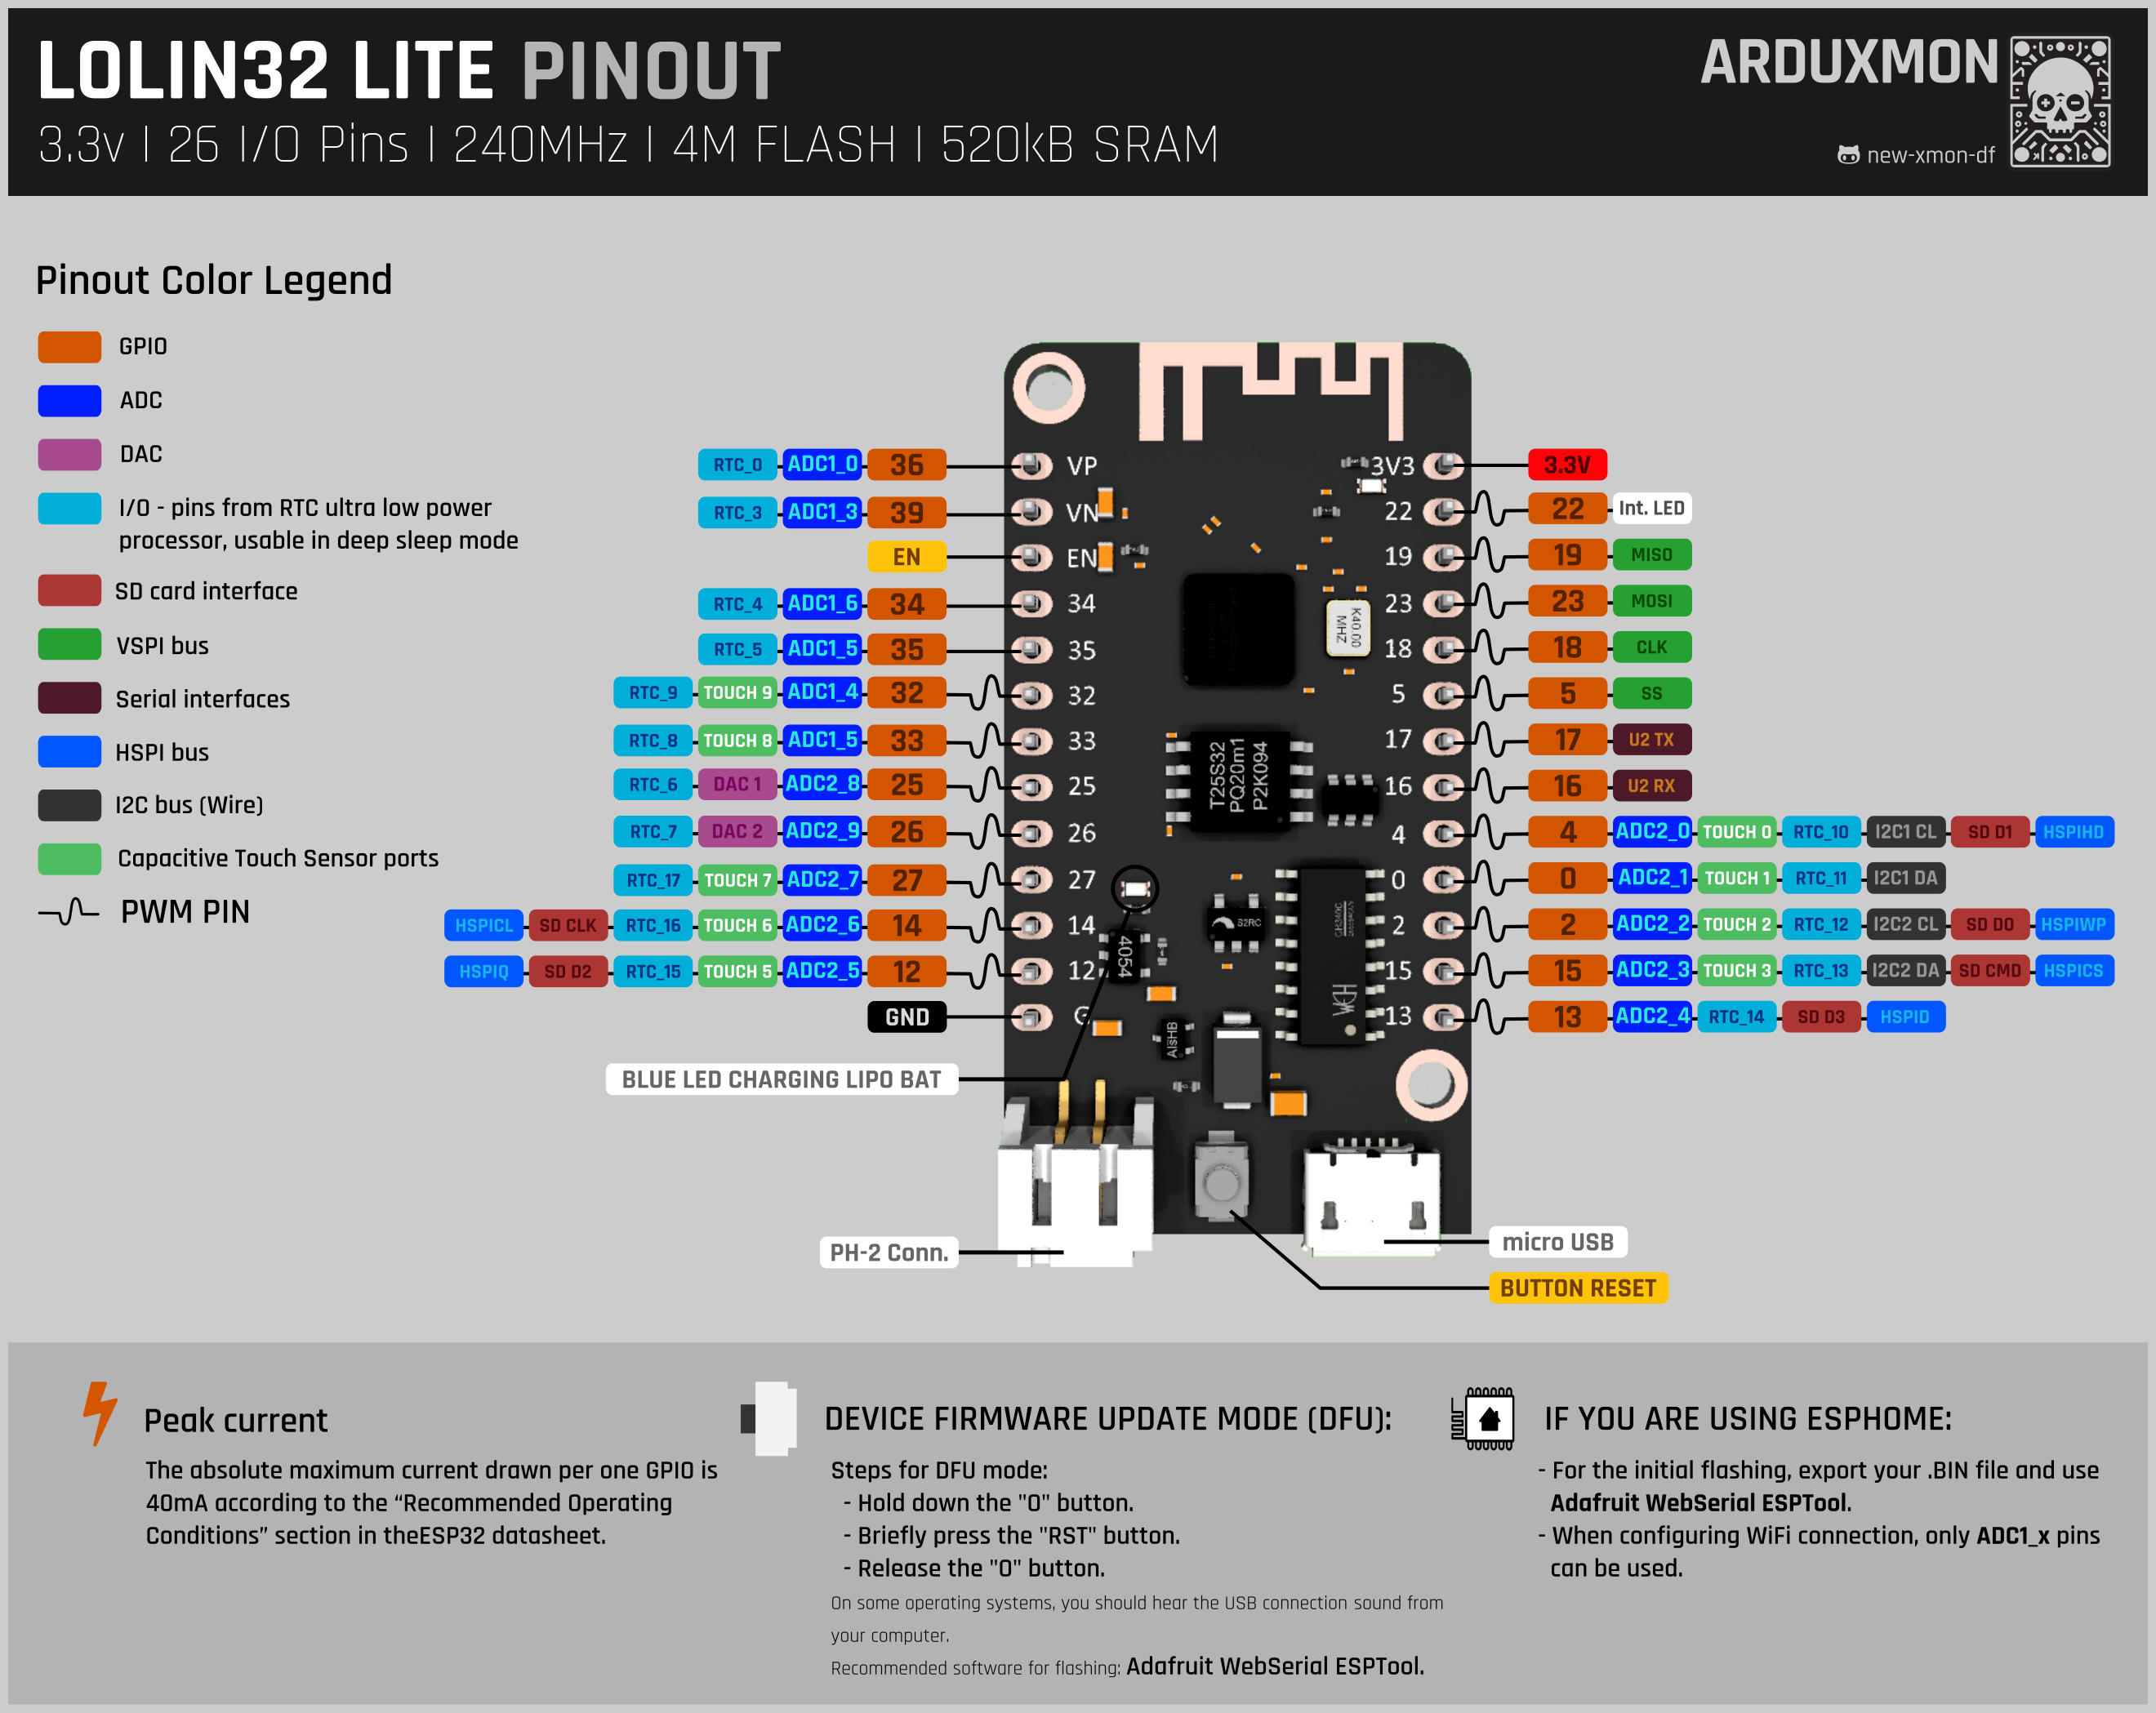 LOLIN32 LITE PINOUT
3.3v | 26 I/O Pins | 240MHz | 4M FLASH | 520kB SRAM
ARDUXMON
new-xmon-df
Pinout Color Legend
GPIO
ADC
DAC
I/O - pins from RTC ultra low power
processor, usable in deep sleep mode
SD card interface
VSPI bus
Serial interfaces
HSPI bus
I2C bus (Wire)
Capacitive Touch Sensor ports
PWM PIN
RTC_0 ADC1_0 36 VP
RTC_3 ADC1_3 39 VN
EN EN
RTC_4 ADC1_6 34 34
RTC_5 ADC1_5 35 35
RTC_9 TOUCH 9 ADC1_4 32 32
RTC_8 TOUCH 8 ADC1_5 33 33
RTC_6 DAC 1 ADC2_8 25 25
RTC_7 DAC 2 ADC2_9 26 26
RTC_17 TOUCH 7 ADC2_7 27 27
HSPICL SD CLK RTC_16 TOUCH 6 ADC2_6 14 14
HSPIQ SD D2 RTC_15 TOUCH 5 ADC2_5 12 12
GND G
BLUE LED CHARGING LIPO BAT
PH-2 Conn.
K40.00
MHZ
T25S32
PQ20m1
P2K094
S2RC
4054
AISHB
WCH
3V3 3.3V
22 22 Int. LED
19 19 MISO
23 23 MOSI
18 18 CLK
5 5 SS
17 17 U2 TX
16 16 U2 RX
4 4 ADC2_0 TOUCH 0 RTC_10 I2C1 CL SD D1 HSPIHD
0 0 ADC2_1 TOUCH 1 RTC_11 I2C1 DA
2 2 ADC2_2 TOUCH 2 RTC_12 I2C2 CL SD D0 HSPIWP
15 15 ADC2_3 TOUCH 3 RTC_13 I2C2 DA SD CMD HSPICS
13 13 ADC2_4 RTC_14 SD D3 HSPID
micro USB
BUTTON RESET
Peak current
The absolute maximum current drawn per one GPIO is
40mA according to the “Recommended Operating
Conditions” section in theESP32 datasheet.
DEVICE FIRMWARE UPDATE MODE (DFU):
Steps for DFU mode:
- Hold down the "0" button.
- Briefly press the "RST" button.
- Release the "0" button.
On some operating systems, you should hear the USB connection sound from
your computer.
Recommended software for flashing: Adafruit WebSerial ESPTool.
IF YOU ARE USING ESPHOME:
- For the initial flashing, export your .BIN file and use
Adafruit WebSerial ESPTool.
- When configuring WiFi connection, only ADC1_x pins
can be used.